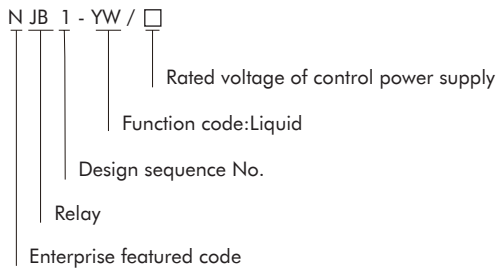 N JB 1 - YW / □
Rated voltage of control power supply
Function code:Liquid
Design sequence No.
Relay
Enterprise featured code